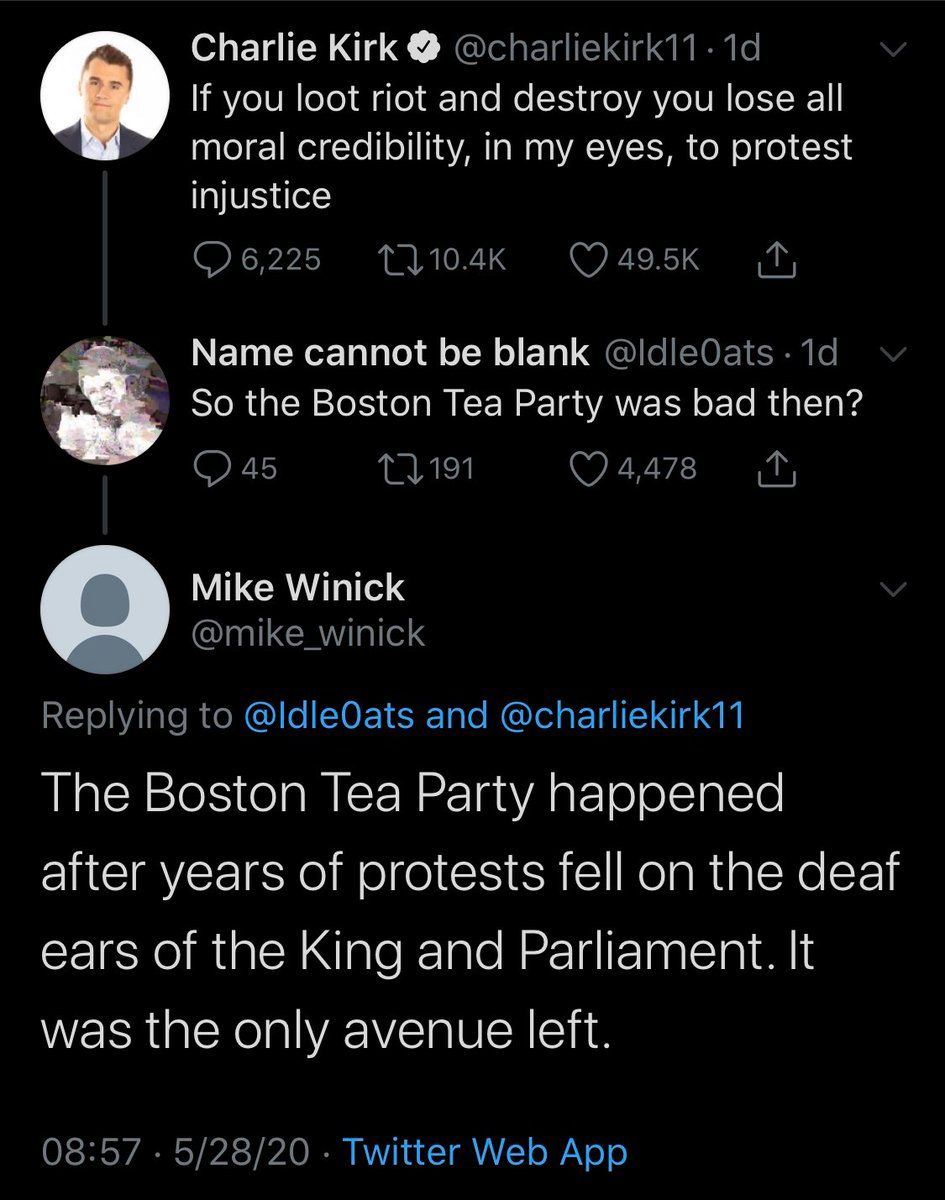 Charlie Kirk @charliekirk11 · 1d
If you loot riot and destroy you lose all
moral credibility, in my eyes, to protest
injustice
6,225 10.4K 49.5K
Name cannot be blank @Idle0ats · 1d
So the Boston Tea Party was bad then?
45 191 4,478
Mike Winick
@mike_winick
Replying to @Idle0ats and @charliekirk11
The Boston Tea Party happened
after years of protests fell on the deaf
ears of the King and Parliament. It
was the only avenue left.
08:57 · 5/28/20 · Twitter Web App